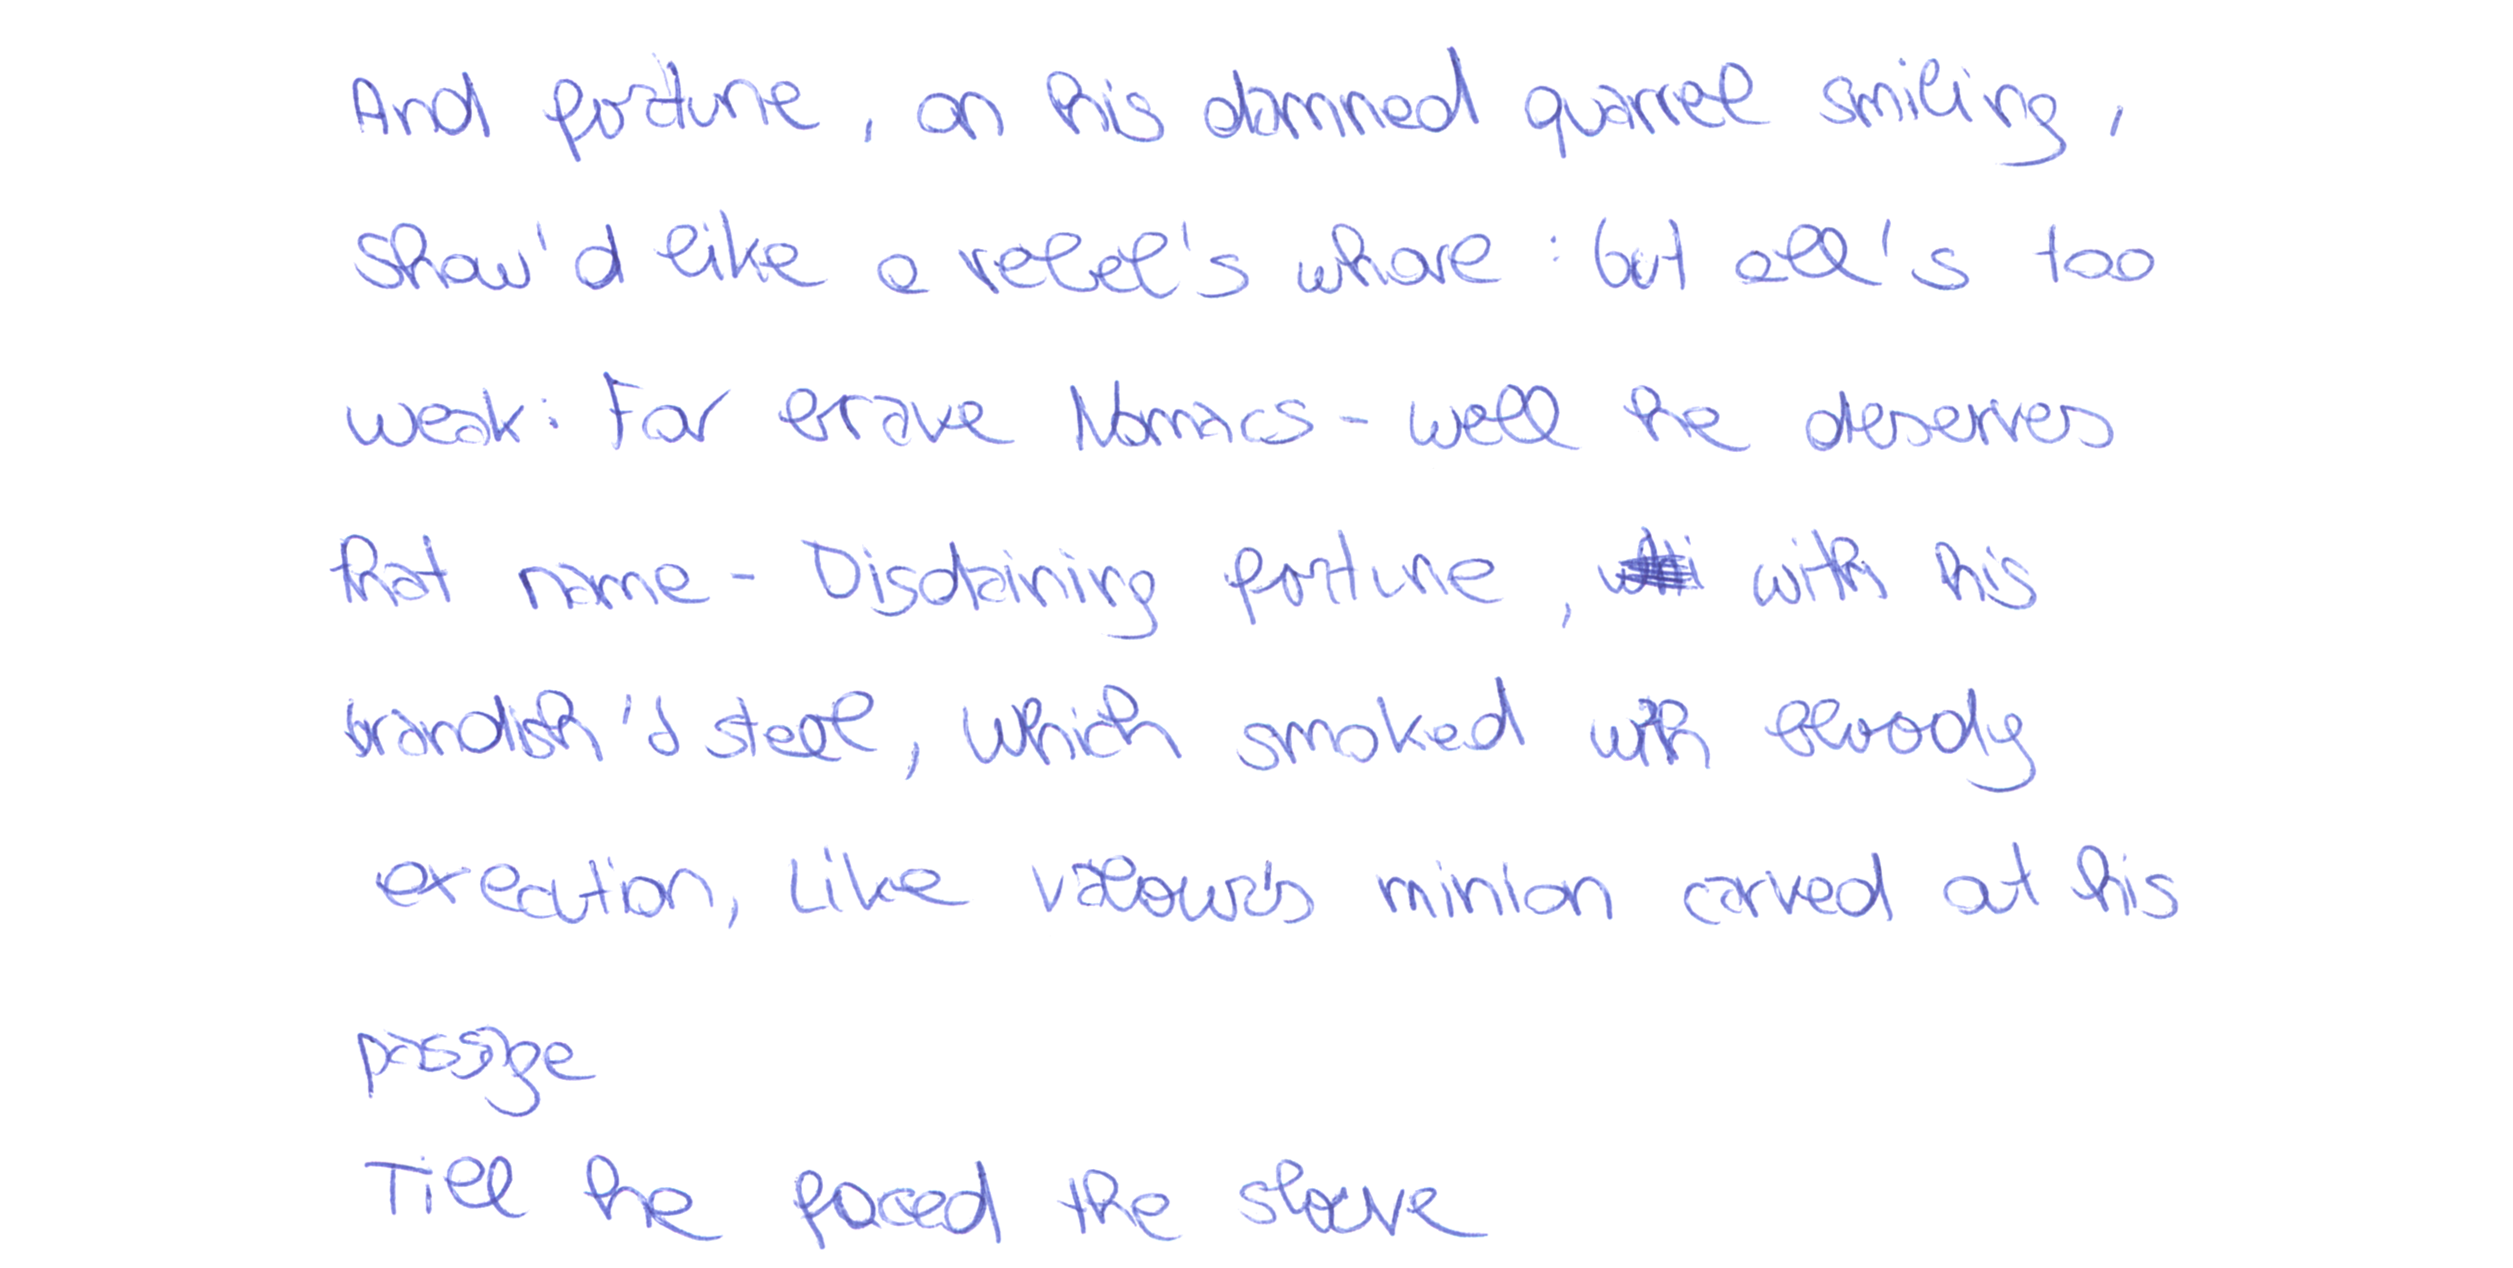 And fortune, on his damned quarrel smiling,
Show'd like a rebel's whore: but all's too
weak: For brave Nomacs - well he deserves
that name - Disdaining fortune, with his
brandish'd steel, which smoked with bloody
execution, Like valour's minion carved out his
passage
Till he faced the slave